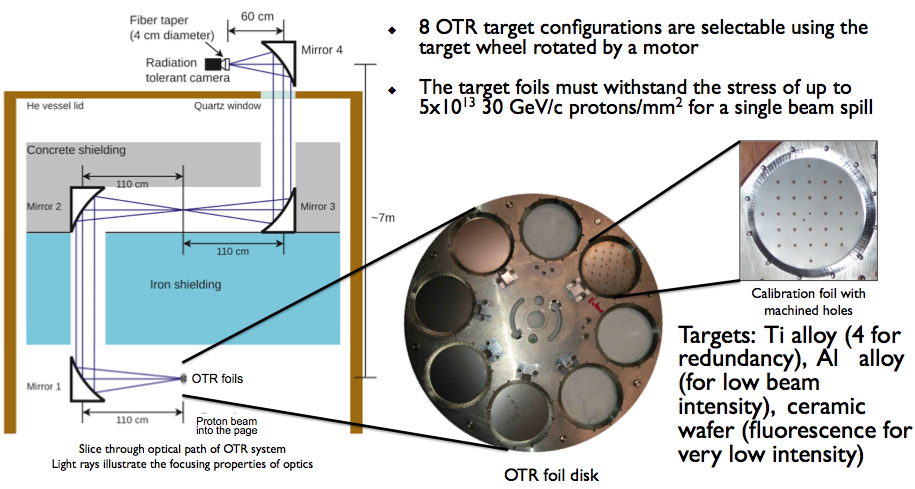 Fiber taper
(4 cm diameter)
60 cm
Mirror 4
Radiation
tolerant camera
He vessel lid
Quartz window
Concrete shielding
110 cm
Mirror 2
Mirror 3
~7m
110 cm
Iron shielding
Mirror 1
OTR foils
110 cm
Proton beam
into the page
Slice through optical path of OTR system
Light rays illustrate the focusing properties of optics
◆ 8 OTR target configurations are selectable using the
target wheel rotated by a motor
◆ The target foils must withstand the stress of up to
5x10¹³ 30 GeV/c protons/mm² for a single beam spill
Calibration foil with
machined holes
Targets: Ti alloy (4 for
redundancy), Al alloy
(for low beam
intensity), ceramic
wafer (fluorescence for
very low intensity)
OTR foil disk